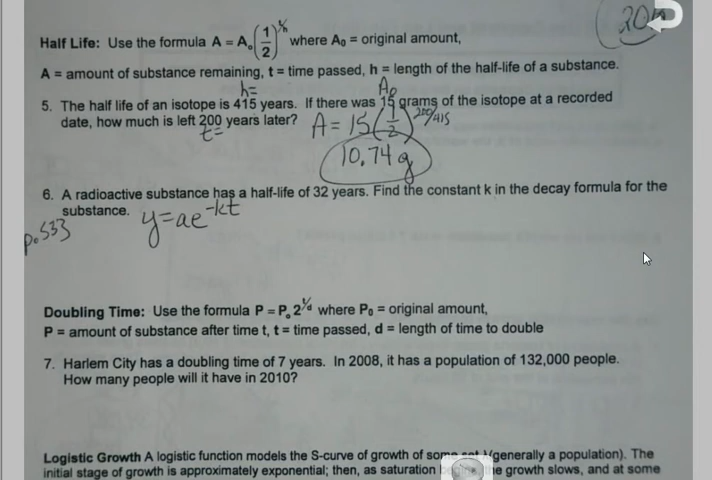 20
Half Life: Use the formula A = A₀(1/2)^t/h where A₀ = original amount,
A = amount of substance remaining, t = time passed, h = length of the half-life of a substance.
h= A₀
5. The half life of an isotope is 415 years. If there was 15 grams of the isotope at a recorded
date, how much is left 200 years later? A = 15(1/2)^200/415
t=
10.74 g
6. A radioactive substance has a half-life of 32 years. Find the constant k in the decay formula for the
substance. y=ae^-kt
p.533
Doubling Time: Use the formula P = P₀2^t/d where P₀ = original amount,
P = amount of substance after time t, t = time passed, d = length of time to double
7. Harlem City has a doubling time of 7 years. In 2008, it has a population of 132,000 people.
How many people will it have in 2010?
Logistic Growth A logistic function models the S-curve of growth of some set (generally a population). The
initial stage of growth is approximately exponential; then, as saturation the growth slows, and at some